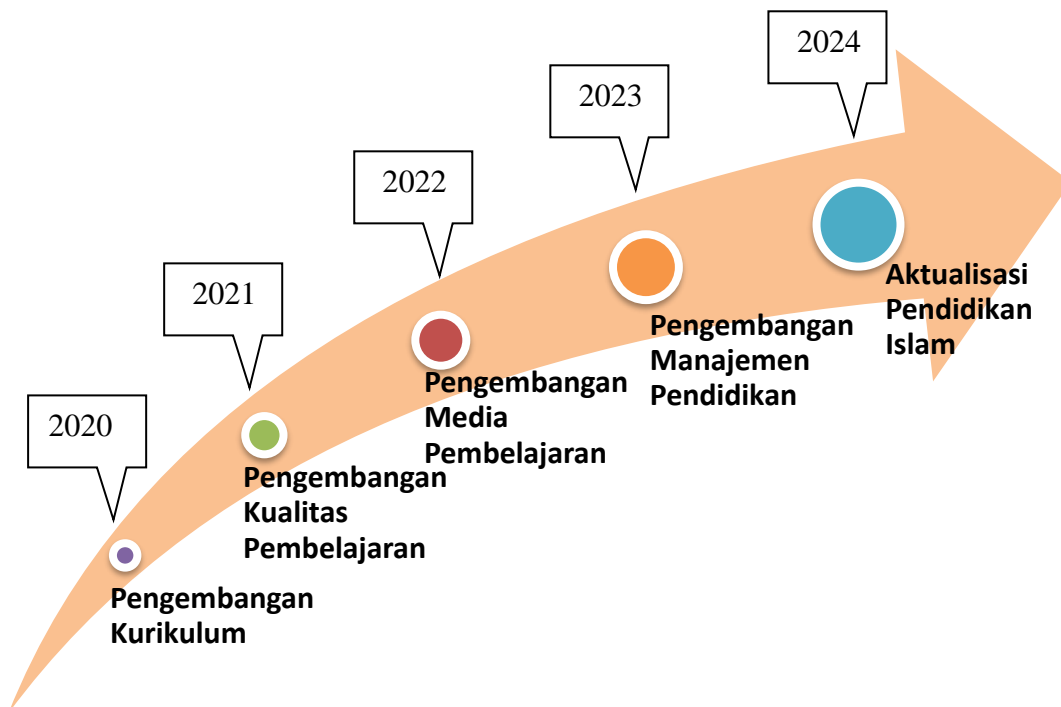 2020
Pengembangan
Kurikulum
2021
Pengembangan
Kualitas
Pembelajaran
2022
Pengembangan
Media
Pembelajaran
2023
Pengembangan
Manajemen
Pendidikan
2024
Aktualisasi
Pendidikan
Islam